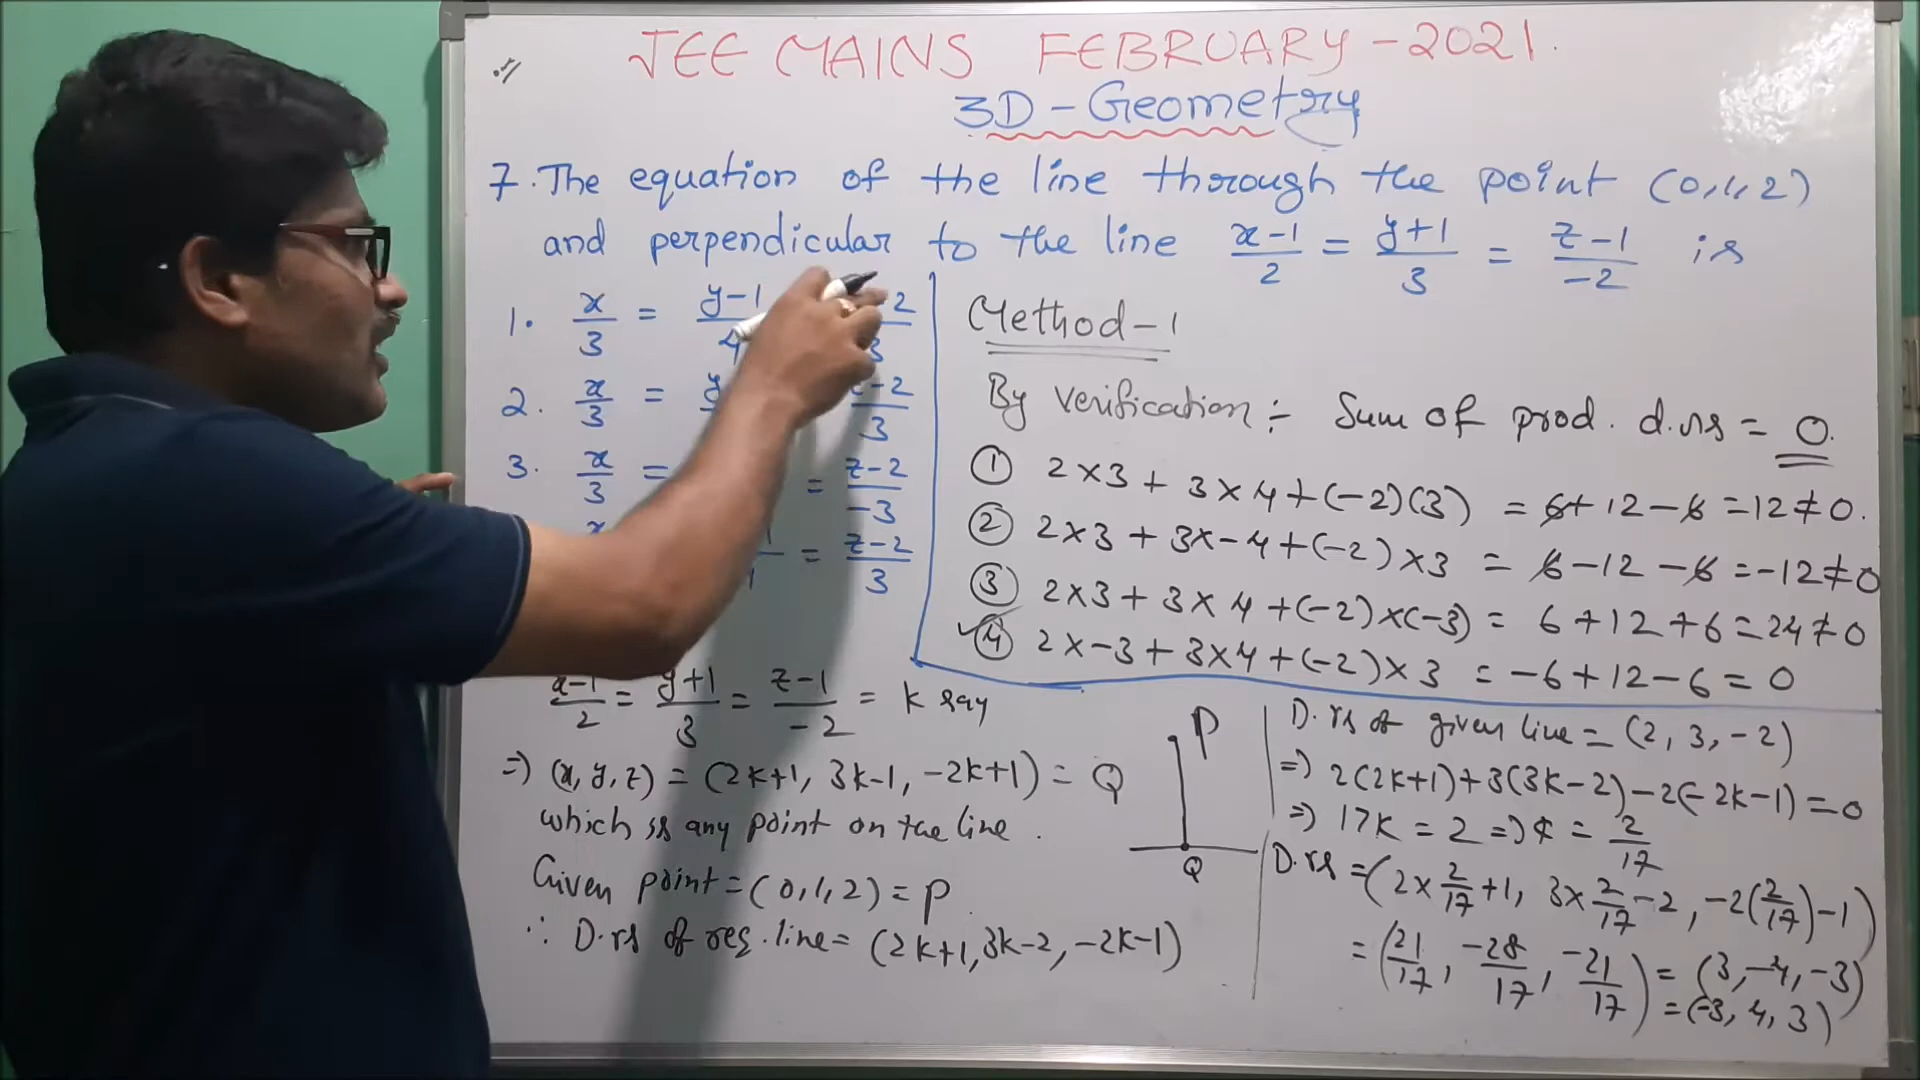 JEE MAINS FEBRUARY - 2021.
3D - Geometry
7. The equation of the line through the point (0,1,2)
and perpendicular to the line (x-1)/2 = (y+1)/3 = (z-1)/-2 is
1. x/3 = (y-1)/4 -2/3
2. x/3 = (z-2)/3
3. x/3 = = (z-2)/-3
= (z-2)/3
Method-1
By verification :- Sum of prod. d.rs = 0.
① 2×3 + 3×4 + (-2)(3) = 6 + 12 - 6 = 12 ≠ 0.
② 2×3 + 3×-4 + (-2)×3 = 6 - 12 - 6 = -12 ≠ 0
③ 2×3 + 3×4 + (-2)×(-3) = 6 + 12 + 6 = 24 ≠ 0
✓④ 2×-3 + 3×4 + (-2)×3 = -6 + 12 - 6 = 0
(x-1)/2 = (y+1)/3 = (z-1)/-2 = k say
=> (x, y, z) = (2k+1, 3k-1, -2k+1) = Q
which is any point on the line.
Given point = (0,1,2) = P
∴ D.rs of req. line = (2k+1, 3k-2, -2k-1)
P
Q
D.rs of given line = (2, 3, -2)
=> 2(2k+1) + 3(3k-2) - 2(-2k-1) = 0
=> 17k = 2 => k = 2/17
D.rs = (2×2/17+1, 3×2/17-2, -2(2/17)-1)
= (21/17, -28/17, -21/17) = (3, -4, -3)
= (-3, 4, 3)